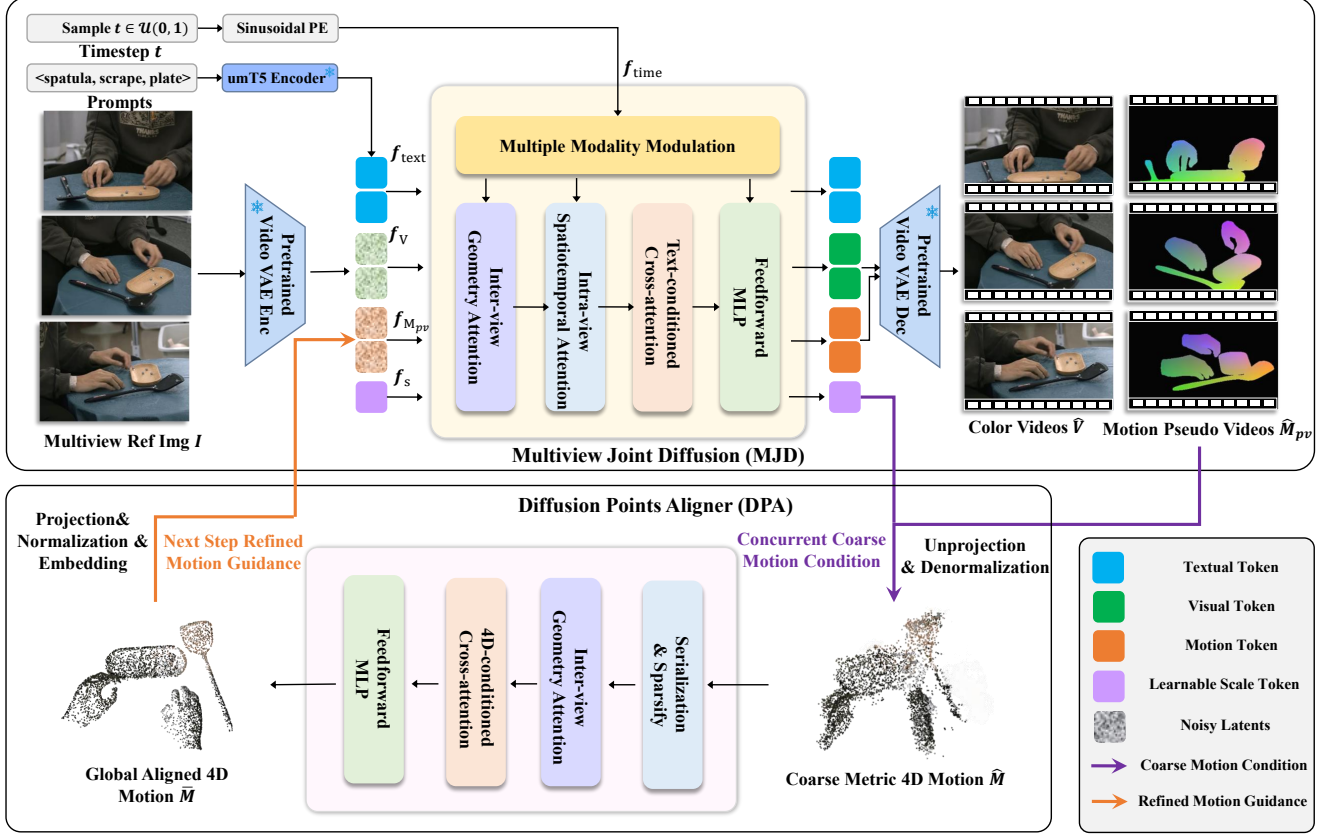 Sample t ∈ 𝒰(0, 1)
Sinusoidal PE
Timestep t
<spatula, scrape, plate>
umT5 Encoder
Prompts
f_time
Multiple Modality Modulation
f_text
f_V
f_{M_{pv}}
f_s
Pretrained
Video VAE Enc
Inter-view
Geometry Attention
Intra-view
Spatiotemporal Attention
Text-conditioned
Cross-attention
Feedforward
MLP
Pretrained
Video VAE Dec
Multiview Ref Img I
Color Videos V̂
Motion Pseudo Videos M̂_{pv}
Multiview Joint Diffusion (MJD)
Diffusion Points Aligner (DPA)
Projection&
Normalization &
Embedding
Next Step Refined
Motion Guidance
Concurrent Coarse
Motion Condition
Unprojection
& Denormalization
Feedforward
MLP
4D-conditioned
Cross-attention
Inter-view
Geometry Attention
Serialization
& Sparsify
Global Aligned 4D
Motion M̄
Coarse Metric 4D Motion M̂
Textual Token
Visual Token
Motion Token
Learnable Scale Token
Noisy Latents
Coarse Motion Condition
Refined Motion Guidance